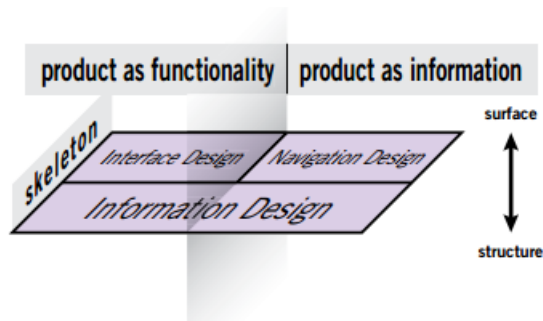 product as functionality
product as information
surface
skeleton
Interface Design
Navigation Design
Information Design
structure